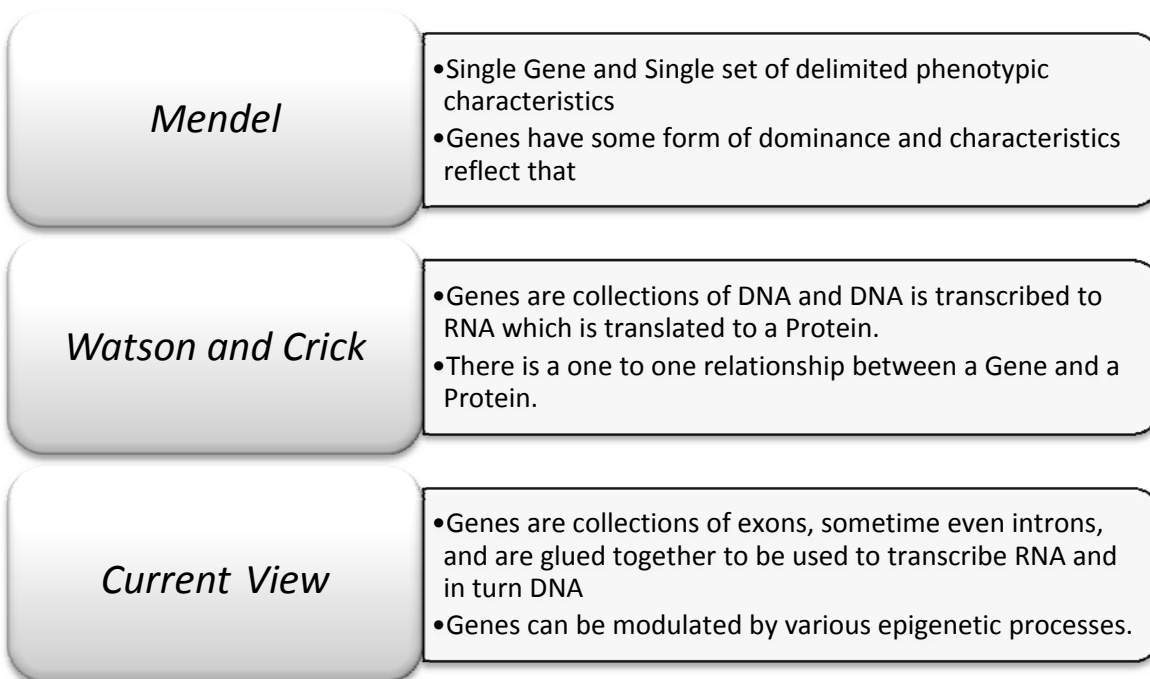 Mendel
•Single Gene and Single set of delimited phenotypic
characteristics
•Genes have some form of dominance and characteristics
reflect that
Watson and Crick
•Genes are collections of DNA and DNA is transcribed to
RNA which is translated to a Protein.
•There is a one to one relationship between a Gene and a
Protein.
Current View
•Genes are collections of exons, sometime even introns,
and are glued together to be used to transcribe RNA and
in turn DNA
•Genes can be modulated by various epigenetic processes.